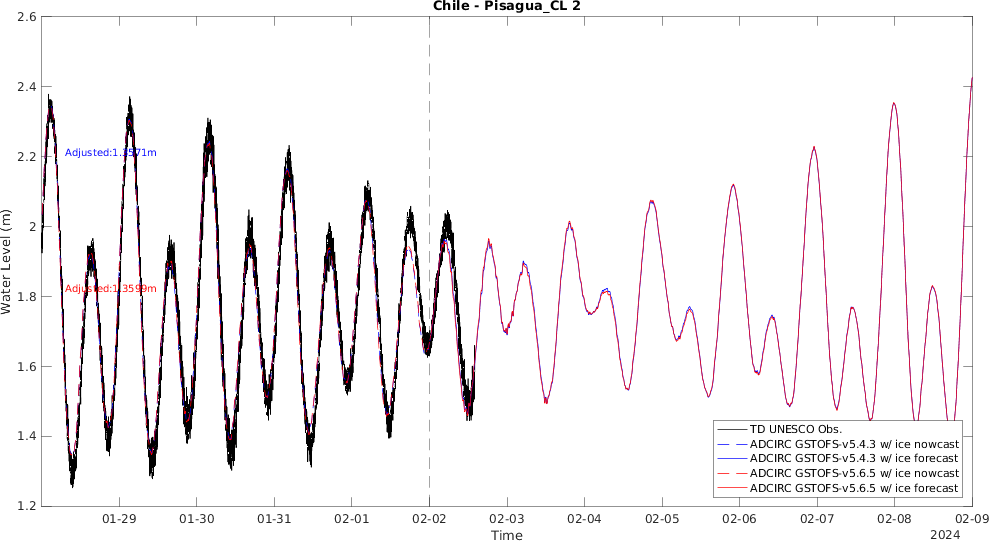 Chile - Pisagua_CL 2
2.6
2.4
2.2
2
1.8
1.6
1.4
1.2
Water Level (m)
Adjusted:1.1571m
Adjusted:1.3599m
TD UNESCO Obs.
ADCIRC GSTOFS-v5.4.3 w/ ice nowcast
ADCIRC GSTOFS-v5.4.3 w/ ice forecast
ADCIRC GSTOFS-v5.6.5 w/ ice nowcast
ADCIRC GSTOFS-v5.6.5 w/ ice forecast
01-29 01-30 01-31 02-01 02-02 02-03 02-04 02-05 02-06 02-07 02-08 02-09
Time
2024